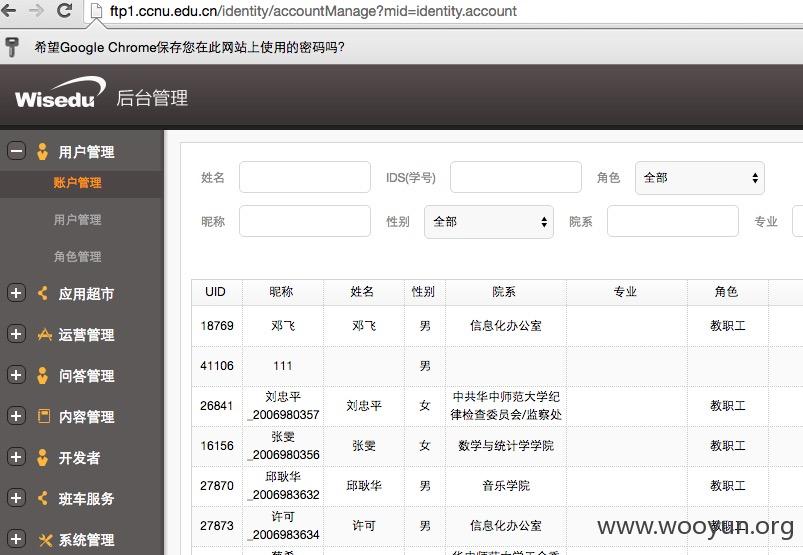 ftp1.ccnu.edu.cn/identity/accountManage?mid=identity.account
希望Google Chrome保存您在此网站上使用的密码吗?
Wisedu 后台管理
用户管理
账户管理
用户管理
角色管理
应用超市
运营管理
问答管理
内容管理
开发者
班车服务
系统管理
姓名 IDS(学号) 角色 全部
昵称 性别 全部 院系 专业
UID 昵称 姓名 性别 院系 专业 角色
18769 邓飞 邓飞 男 信息化办公室 教职工
41106 111 男
26841 刘忠平_2006980357 刘忠平 女 中共华中师范大学纪律检查委员会/监察处 教职工
16156 张雯_2006980356 张雯 女 数学与统计学学院 教职工
27870 邱耿华_2006983632 邱耿华 男 音乐学院 教职工
27873 许可_2006983634 许可 男 信息化办公室 教职工
www.wooyun.org